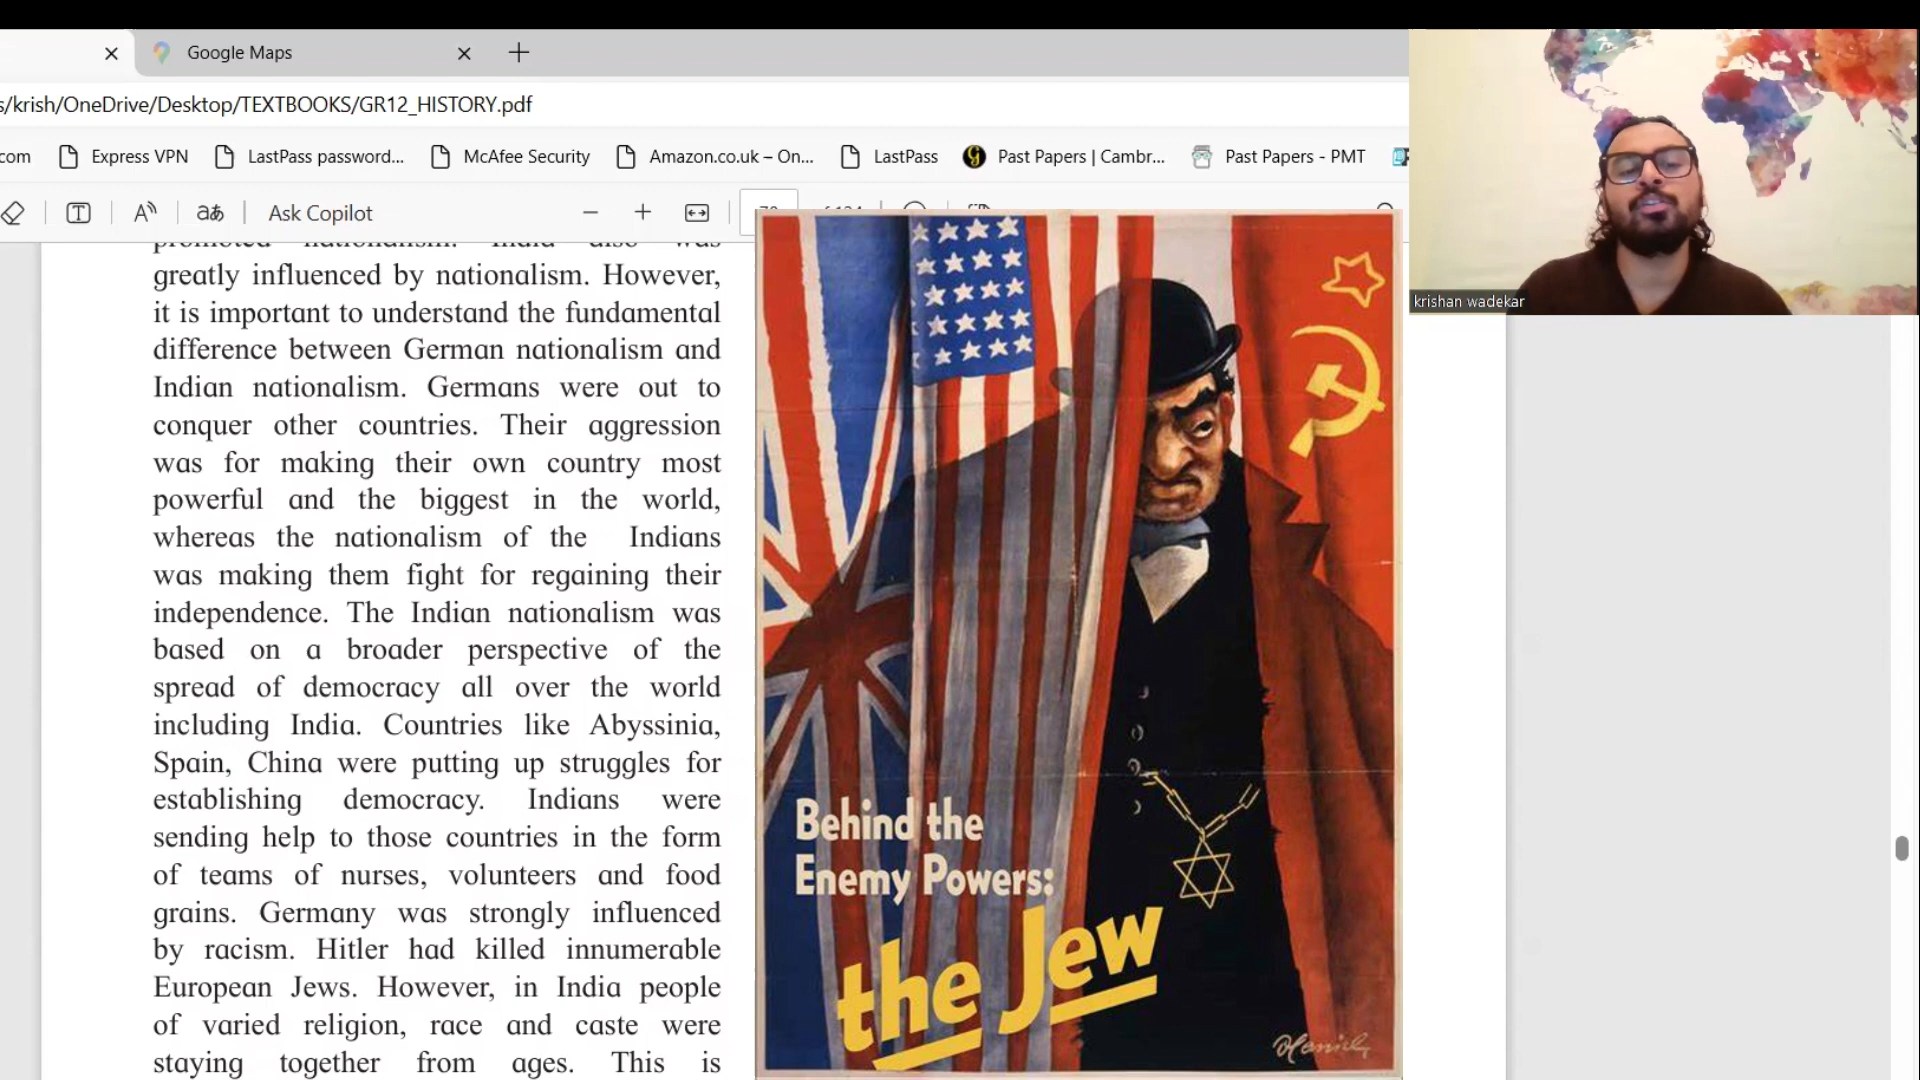 Google Maps
s/krish/OneDrive/Desktop/TEXTBOOKS/GR12_HISTORY.pdf
com
Express VPN
LastPass password...
McAfee Security
Amazon.co.uk – On...
LastPass
Past Papers | Cambr...
Past Papers - PMT
Ask Copilot
promoted nationalism. India also was
greatly influenced by nationalism. However,
it is important to understand the fundamental
difference between German nationalism and
Indian nationalism. Germans were out to
conquer other countries. Their aggression
was for making their own country most
powerful and the biggest in the world,
whereas the nationalism of the Indians
was making them fight for regaining their
independence. The Indian nationalism was
based on a broader perspective of the
spread of democracy all over the world
including India. Countries like Abyssinia,
Spain, China were putting up struggles for
establishing democracy. Indians were
sending help to those countries in the form
of teams of nurses, volunteers and food
grains. Germany was strongly influenced
by racism. Hitler had killed innumerable
European Jews. However, in India people
of varied religion, race and caste were
staying together from ages. This is
Behind the
Enemy Powers:
the Jew
krishan wadekar